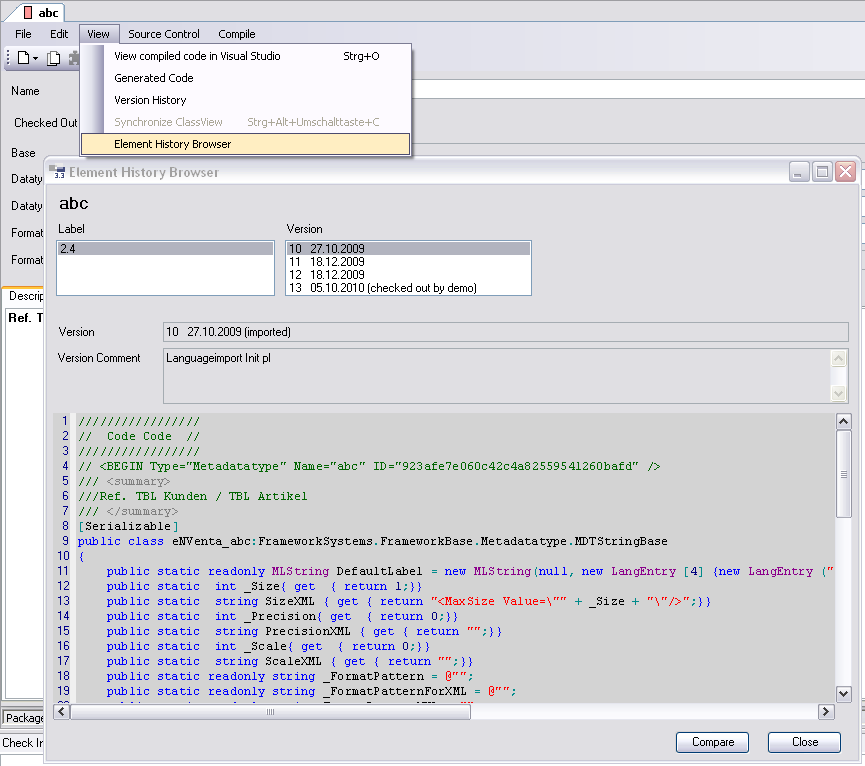 abc
File Edit View Source Control Compile
View compiled code in Visual Studio Strg+O
Generated Code
Version History
Synchronize ClassView Strg+Alt+Umschalttaste+C
Element History Browser
Name
Checked Out
Base
Dataty
Dataty
Format
Format
Descrip
Ref. T
Package
Check In
3.3 Element History Browser
abc
Label Version
2.4
10 27.10.2009
11 18.12.2009
12 18.12.2009
13 05.10.2010 (checked out by demo)
Version 10 27.10.2009 (imported)
Version Comment Languageimport Init pl
1 /////////////////
2 // Code Code //
3 /////////////////
4 // <BEGIN Type="Metadatatype" Name="abc" ID="923afe7e060c42c4a82559541260bafd" />
5 /// <summary>
6 ///Ref. TBL Kunden / TBL Artikel
7 /// </summary>
8 [Serializable]
9 public class eNVenta_abc:FrameworkSystems.FrameworkBase.Metadatatype.MDTStringBase
10 {
11 public static readonly MLString DefaultLabel = new MLString(null, new LangEntry [4] {new LangEntry ("
12 public static int _Size{ get { return 1;}}
13 public static string SizeXML { get { return "<MaxSize Value=\"" + _Size + "\"/>";}}
14 public static int _Precision{ get { return 0;}}
15 public static string PrecisionXML { get { return "";}}
16 public static int _Scale{ get { return 0;}}
17 public static string ScaleXML { get { return "";}}
18 public static readonly string _FormatPattern = @"";
19 public static readonly string _FormatPatternForXML = @"";
Compare Close